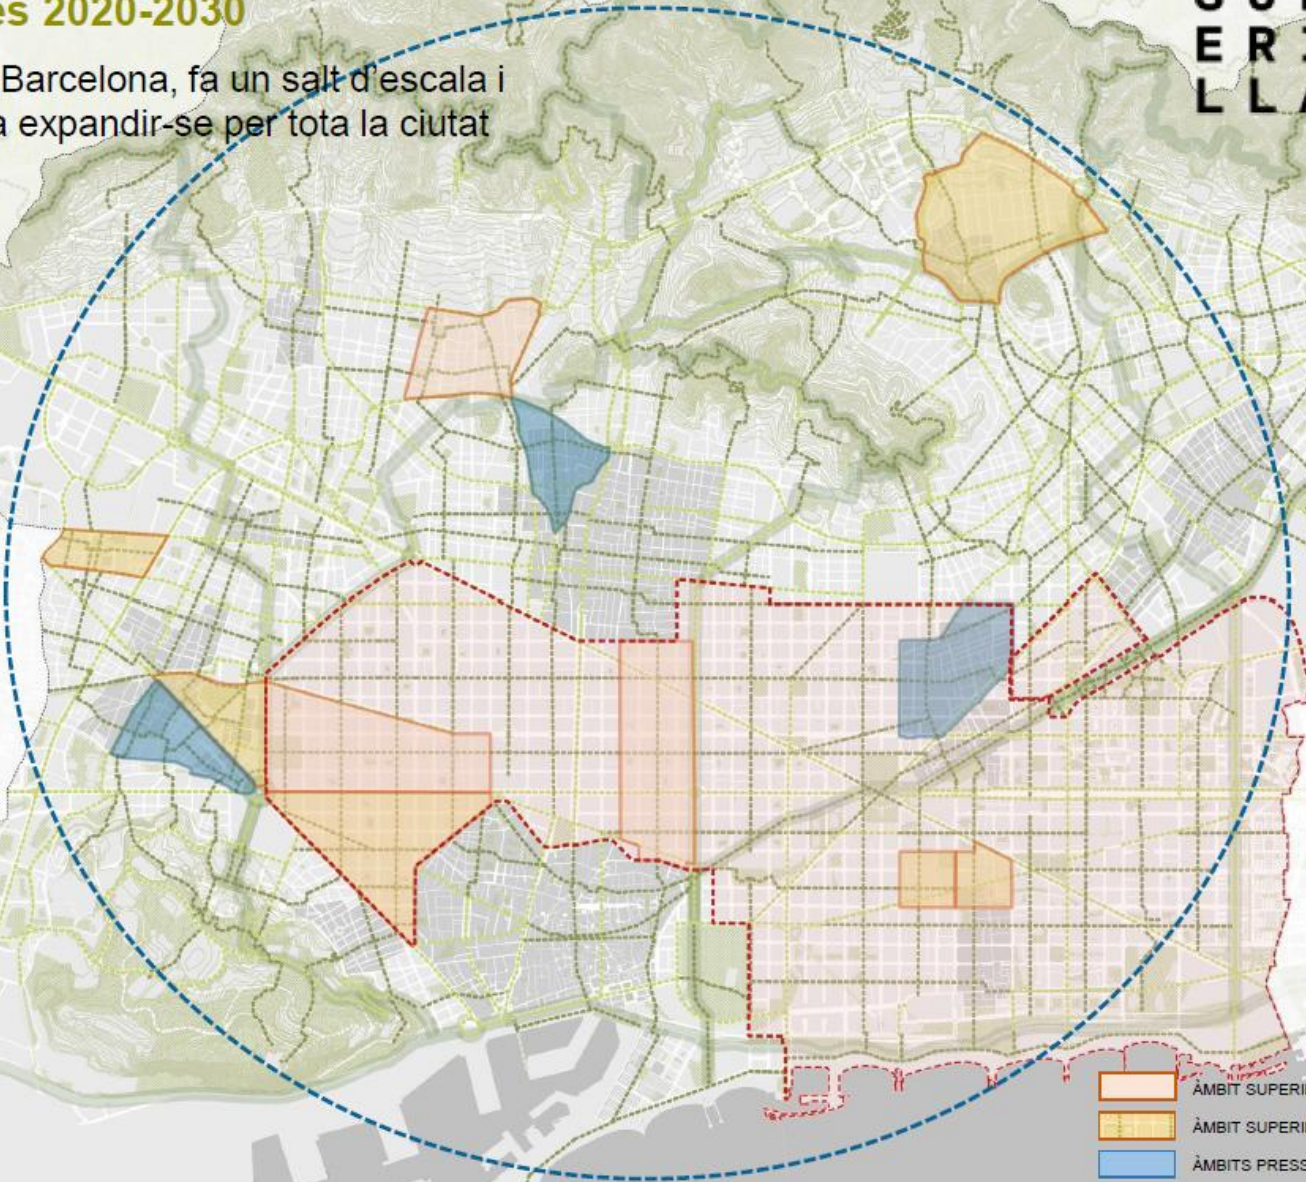 es 2020-2030
Barcelona, fa un salt d'escala i
a expandir-se per tota la ciutat
E R
L L A
ÀMBIT SUPERI
ÀMBIT SUPERI
ÀMBITS PRESS